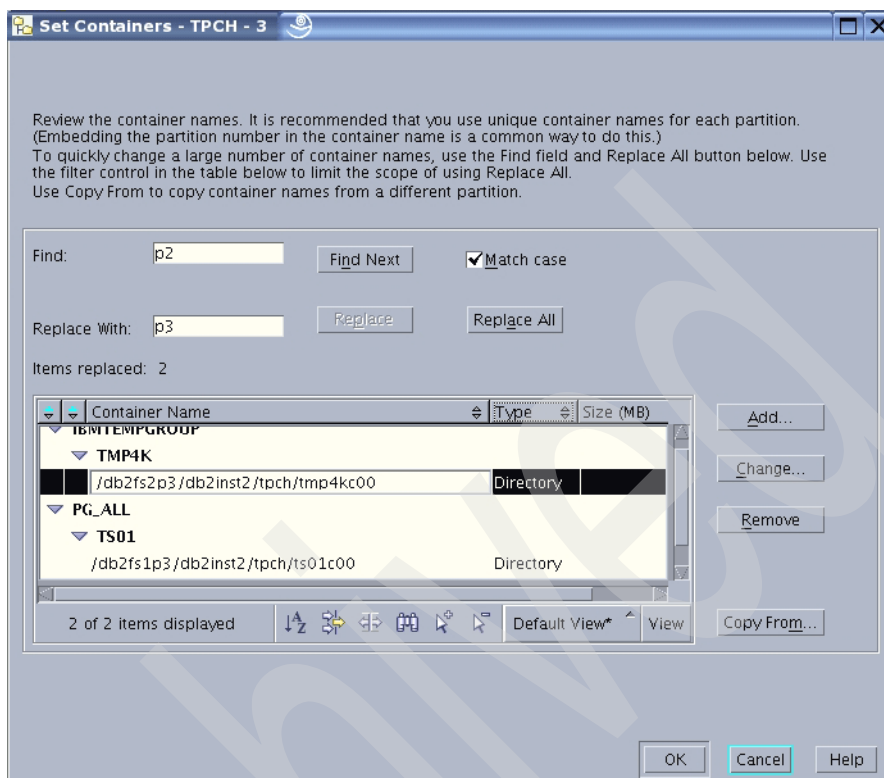 Set Containers - TPCH - 3
Review the container names. It is recommended that you use unique container names for each partition.
(Embedding the partition number in the container name is a common way to do this.)
To quickly change a large number of container names, use the Find field and Replace All button below. Use
the filter control in the table below to limit the scope of using Replace All.
Use Copy From to copy container names from a different partition.
Find: p2 Find Next Match case
Replace With: p3 Replace Replace All
Items replaced: 2
Container Name Type Size (MB)
IBMTEMPGROUP
TMP4K
/db2fs2p3/db2inst2/tpch/tmp4kc00 Directory
PG_ALL
TS01
/db2fs1p3/db2inst2/tpch/ts01c00 Directory
2 of 2 items displayed Default View* View
Add...
Change...
Remove
Copy From...
OK Cancel Help